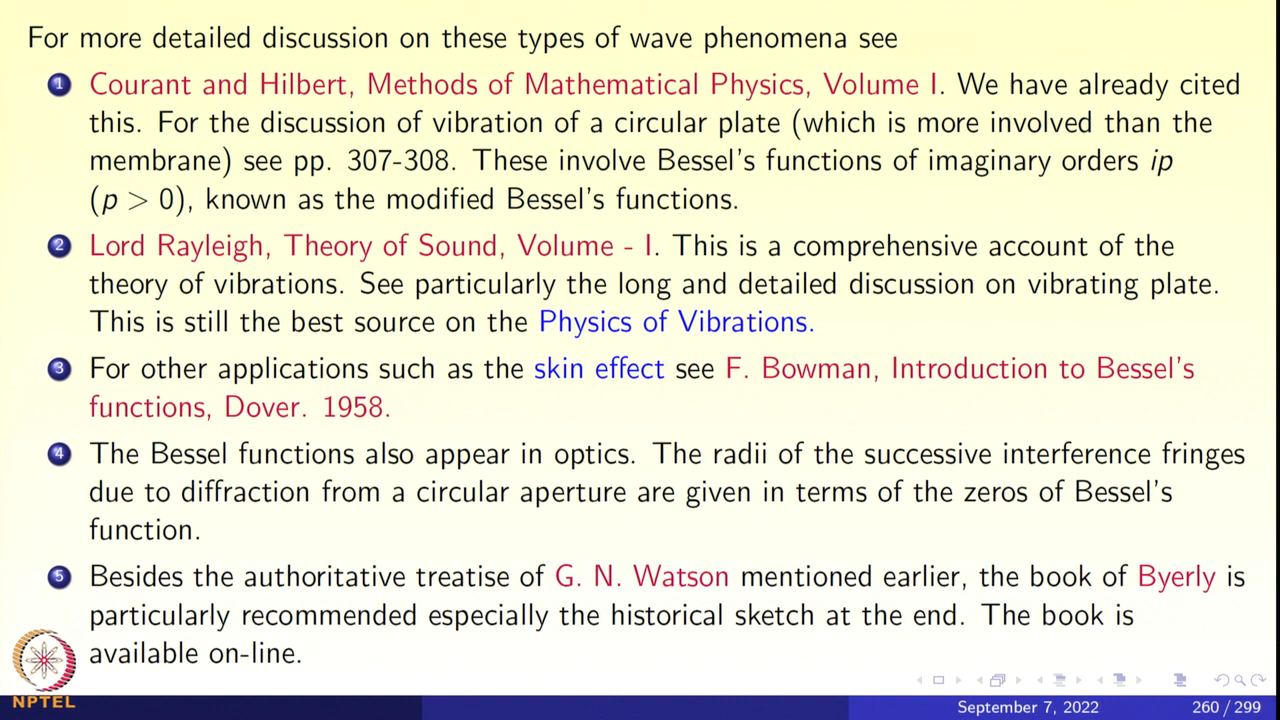 For more detailed discussion on these types of wave phenomena see
1 Courant and Hilbert, Methods of Mathematical Physics, Volume I. We have already cited
this. For the discussion of vibration of a circular plate (which is more involved than the
membrane) see pp. 307-308. These involve Bessel's functions of imaginary orders ip
(p > 0), known as the modified Bessel's functions.
2 Lord Rayleigh, Theory of Sound, Volume - I. This is a comprehensive account of the
theory of vibrations. See particularly the long and detailed discussion on vibrating plate.
This is still the best source on the Physics of Vibrations.
3 For other applications such as the skin effect see F. Bowman, Introduction to Bessel's
functions, Dover. 1958.
4 The Bessel functions also appear in optics. The radii of the successive interference fringes
due to diffraction from a circular aperture are given in terms of the zeros of Bessel's
function.
5 Besides the authoritative treatise of G. N. Watson mentioned earlier, the book of Byerly is
particularly recommended especially the historical sketch at the end. The book is
available on-line.
NPTEL
September 7, 2022 260 / 299